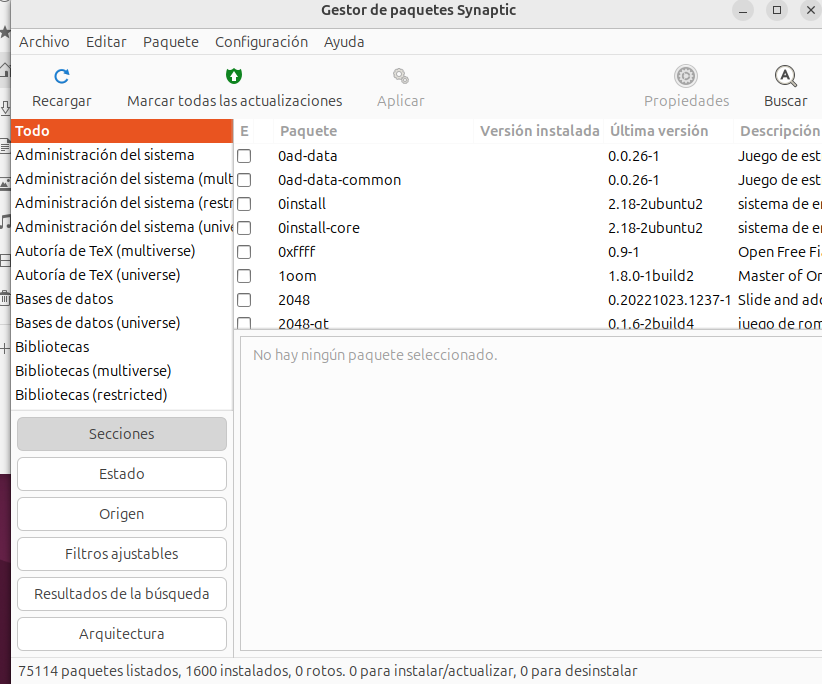 Gestor de paquetes Synaptic
Archivo Editar Paquete Configuración Ayuda
Recargar Marcar todas las actualizaciones Aplicar Propiedades Buscar
Todo
Administración del sistema
Administración del sistema (mult
Administración del sistema (restr
Administración del sistema (unive
Autoría de TeX (multiverse)
Autoría de TeX (universe)
Bases de datos
Bases de datos (universe)
Bibliotecas
Bibliotecas (multiverse)
Bibliotecas (restricted)
E Paquete Versión instalada Última versión Descripción
0ad-data 0.0.26-1 Juego de est
0ad-data-common 0.0.26-1 Juego de est
0install 2.18-2ubuntu2 sistema de e
0install-core 2.18-2ubuntu2 sistema de e
0xffff 0.9-1 Open Free Fi
1oom 1.8.0-1build2 Master of Or
2048 0.20221023.1237-1 Slide and add
2048-qt 0.1.6-2build4 juego de rom
No hay ningún paquete seleccionado.
Secciones
Estado
Origen
Filtros ajustables
Resultados de la búsqueda
Arquitectura
75114 paquetes listados, 1600 instalados, 0 rotos. 0 para instalar/actualizar, 0 para desinstalar